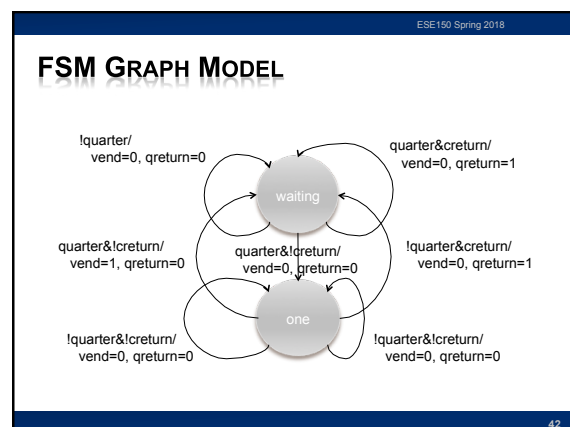 ESE150 Spring 2018
FSM GRAPH MODEL
!quarter/
vend=0, qreturn=0
quarter&creturn/
vend=0, qreturn=1
waiting
quarter&!creturn/
vend=1, qreturn=0
quarter&!creturn/
vend=0, qreturn=0
!quarter&creturn/
vend=0, qreturn=1
one
!quarter&!creturn/
vend=0, qreturn=0
!quarter&!creturn/
vend=0, qreturn=0
42